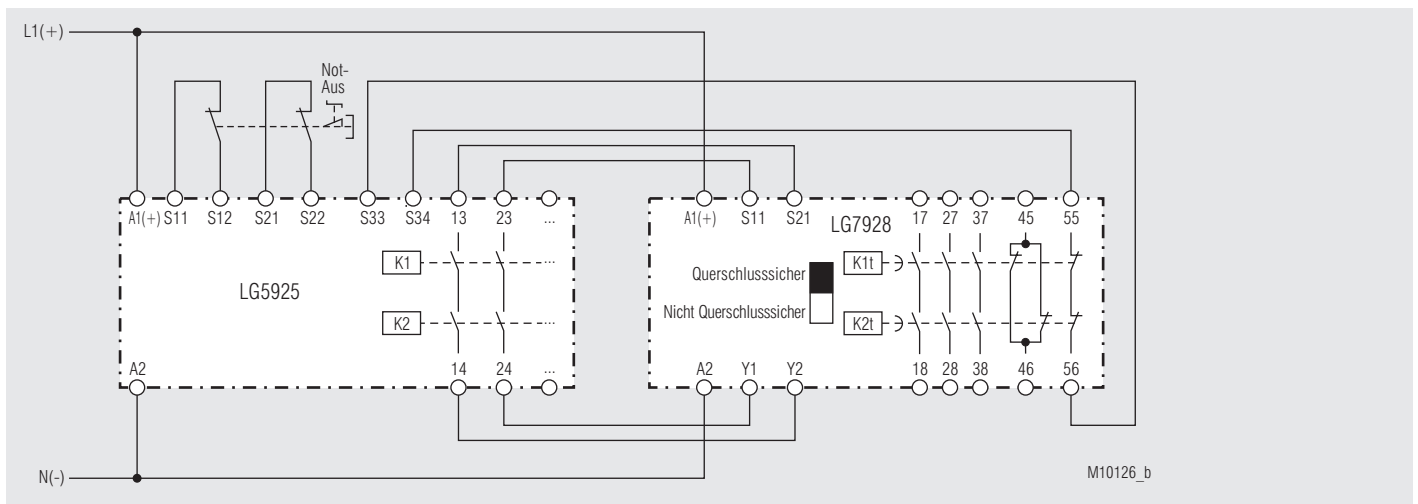 L1(+)
Not-
Aus
A1(+) S11 S12 S21 S22 S33 S34 13 23 ...
A1(+) S11 S21 17 27 37 45 55
LG7928
K1 ...
Querschlusssicher
K1t
LG5925
Nicht Querschlusssicher
K2 ...
K2t
A2 14 24 ...
A2 Y1 Y2 18 28 38 46 56
N(-)
M10126_b